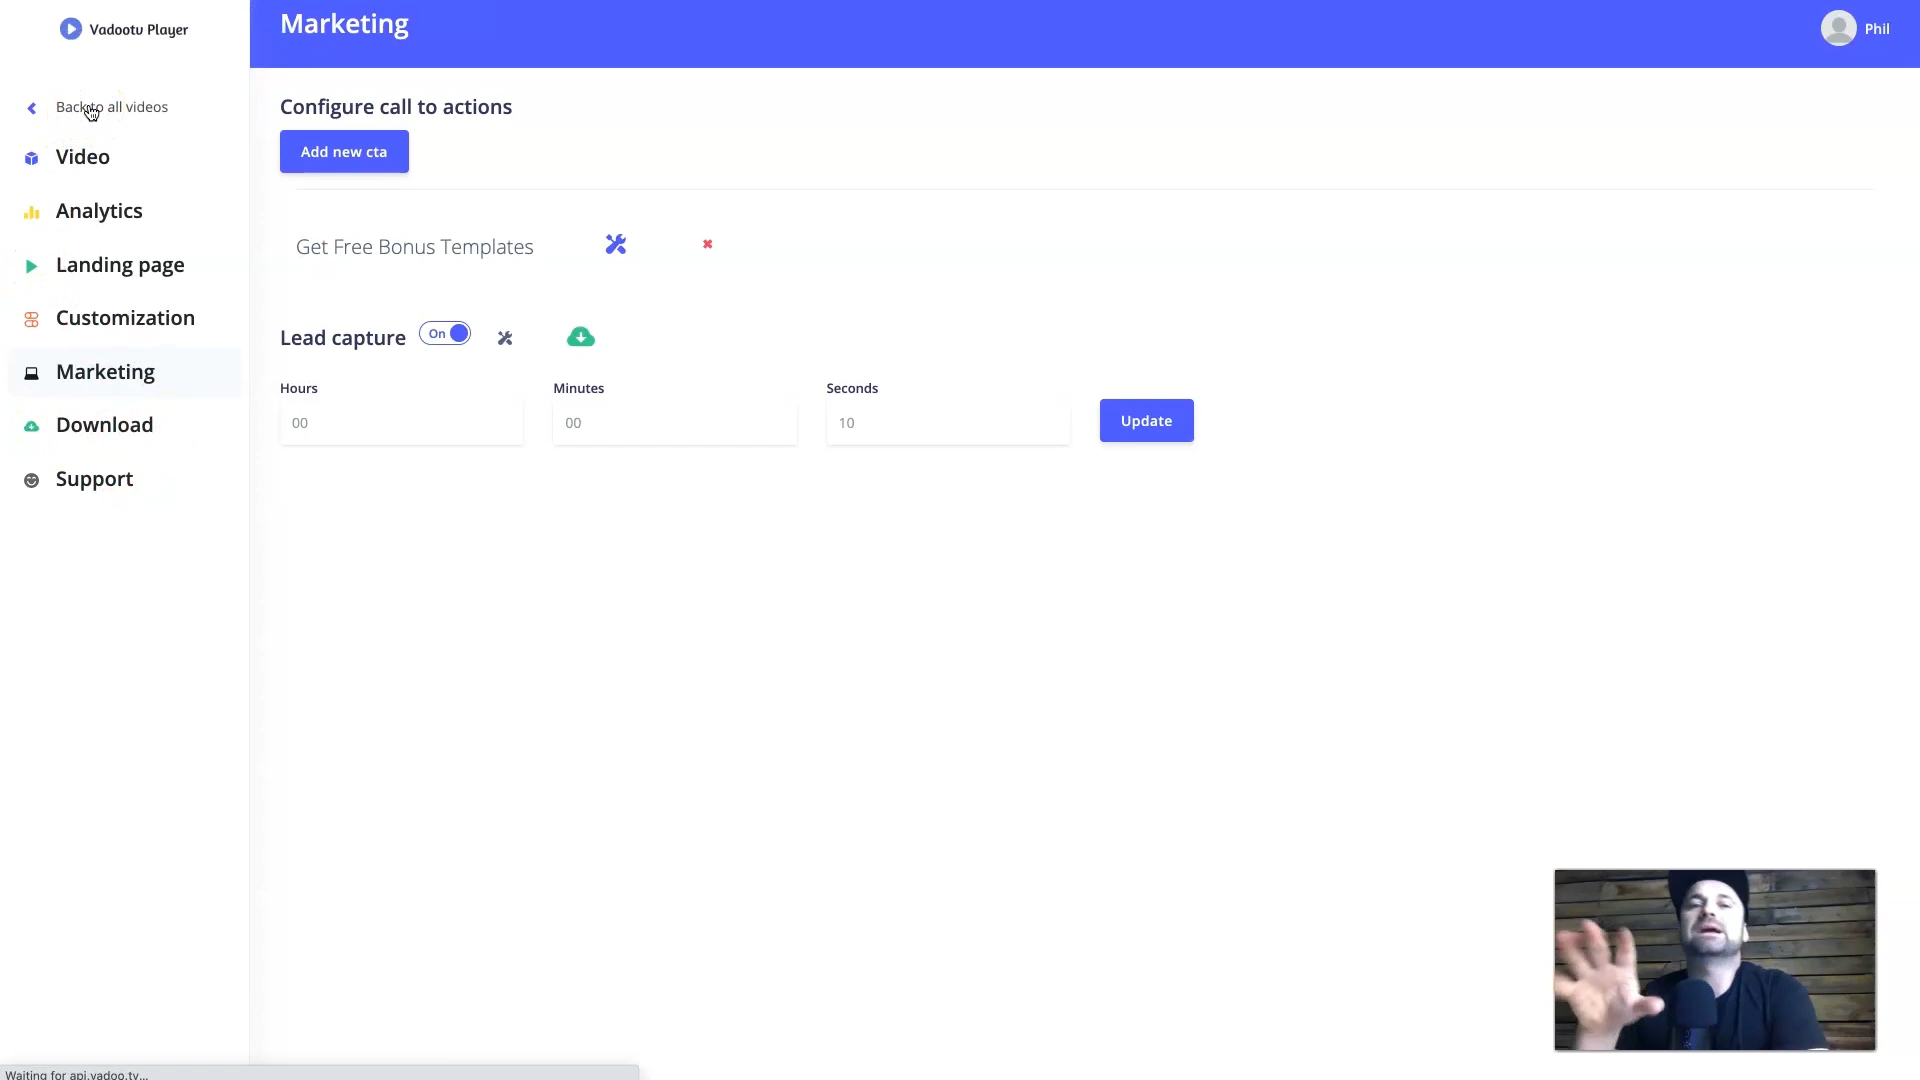 Vadootv Player
Back to all videos
Video
Analytics
Landing page
Customization
Marketing
Download
Support
Marketing
Phil
Configure call to actions
Add new cta
Get Free Bonus Templates
Lead capture On
Hours Minutes Seconds
00 00 10 Update
Waiting for api.vadoo.tv...